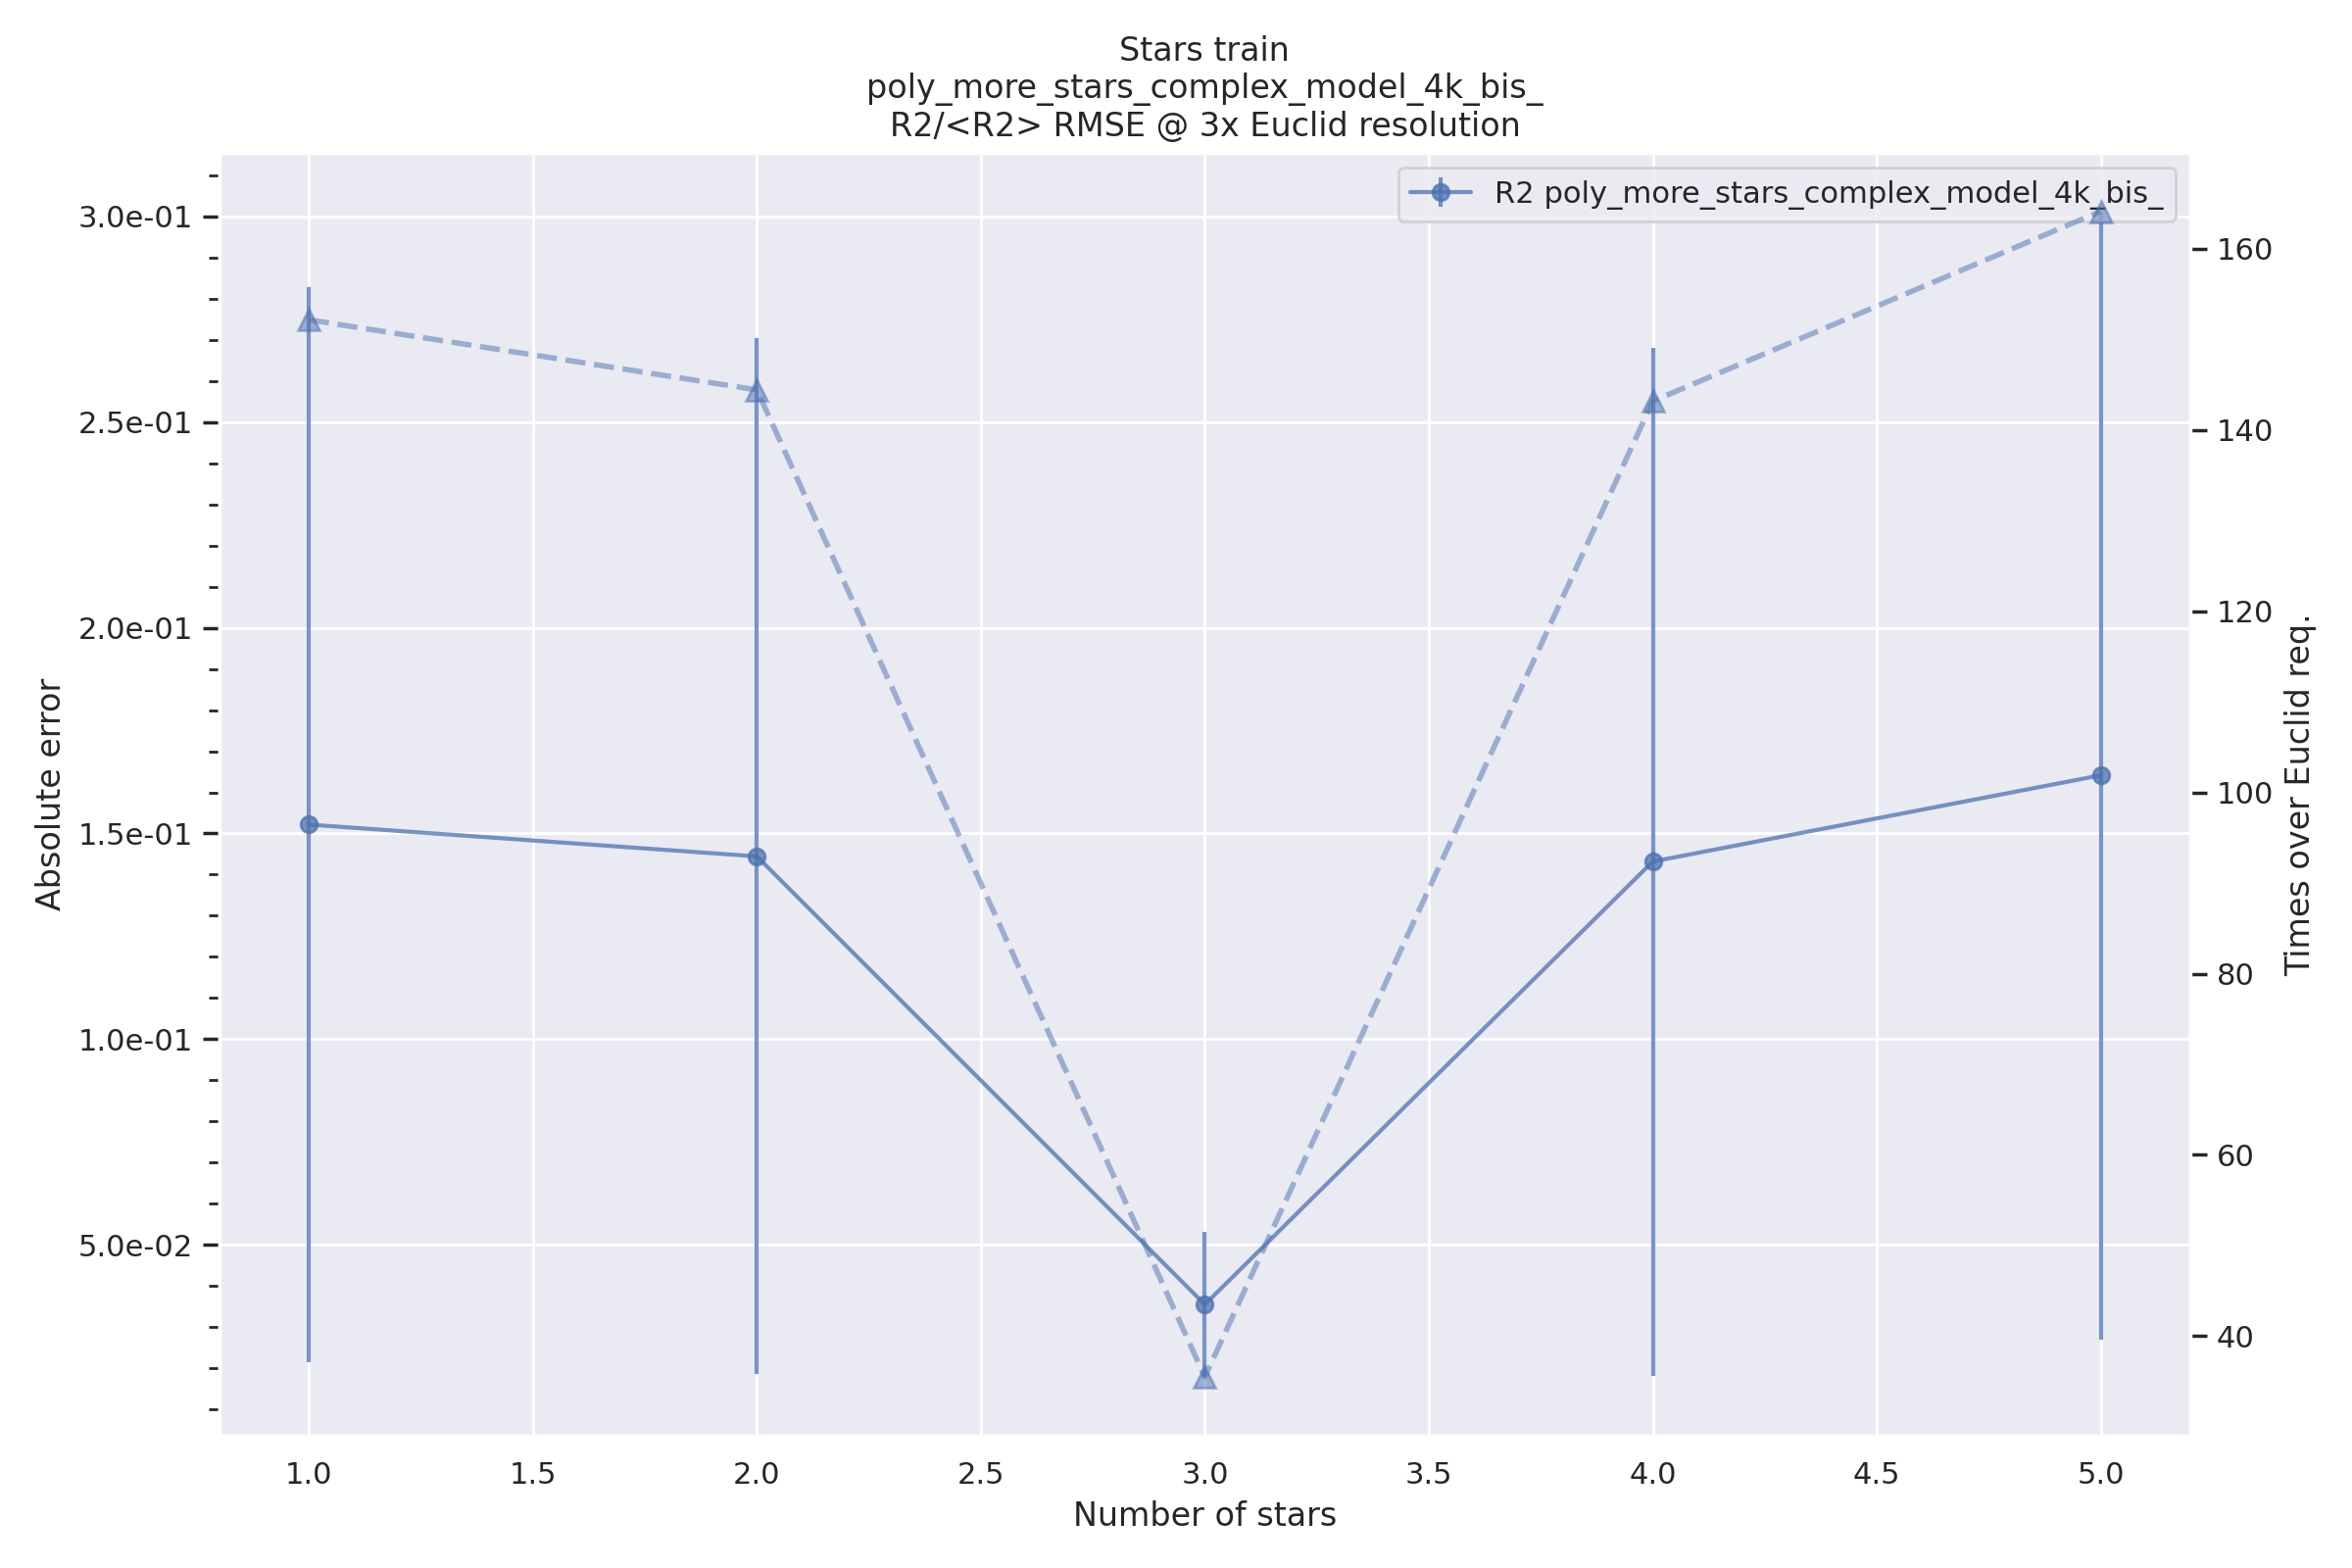 Stars train
poly_more_stars_complex_model_4k_bis_
R2/<R2> RMSE @ 3x Euclid resolution
R2 poly_more_stars_complex_model_4k_bis_
3.0e-01
2.5e-01
2.0e-01
1.5e-01
1.0e-01
5.0e-02
Absolute error
160
140
120
100
80
60
40
Times over Euclid req.
1.0 1.5 2.0 2.5 3.0 3.5 4.0 4.5 5.0
Number of stars